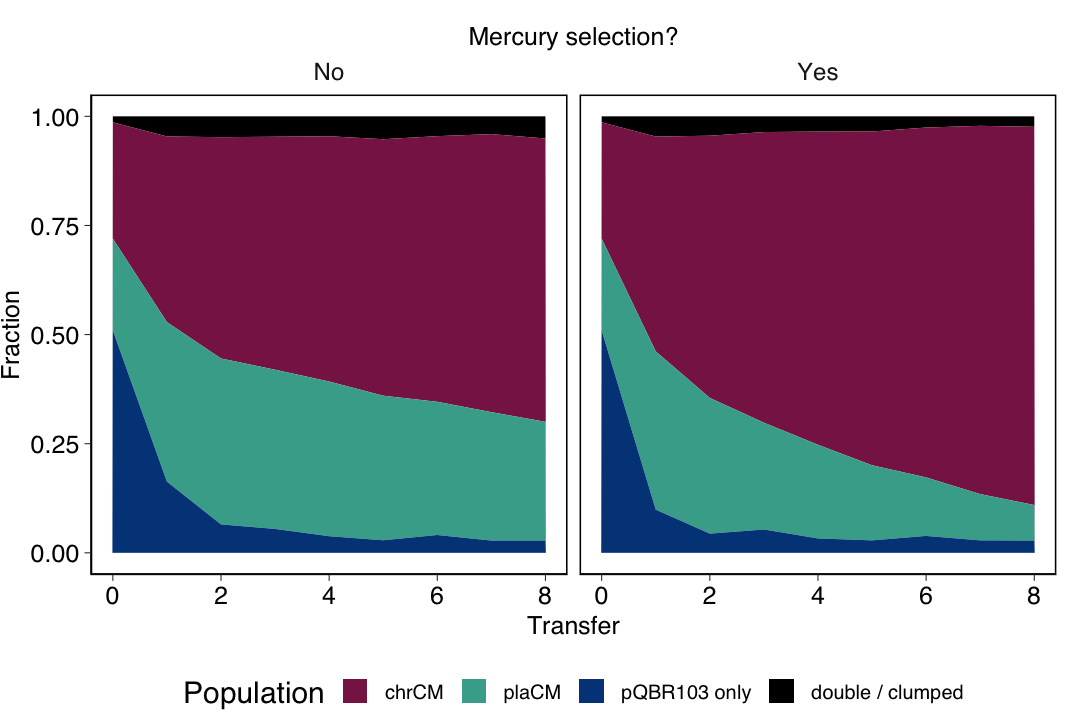 Mercury selection?
No Yes
1.00
0.75
0.50
0.25
0.00
Fraction
0 2 4 6 8 0 2 4 6 8
Transfer
Population chrCM plaCM pQBR103 only double / clumped